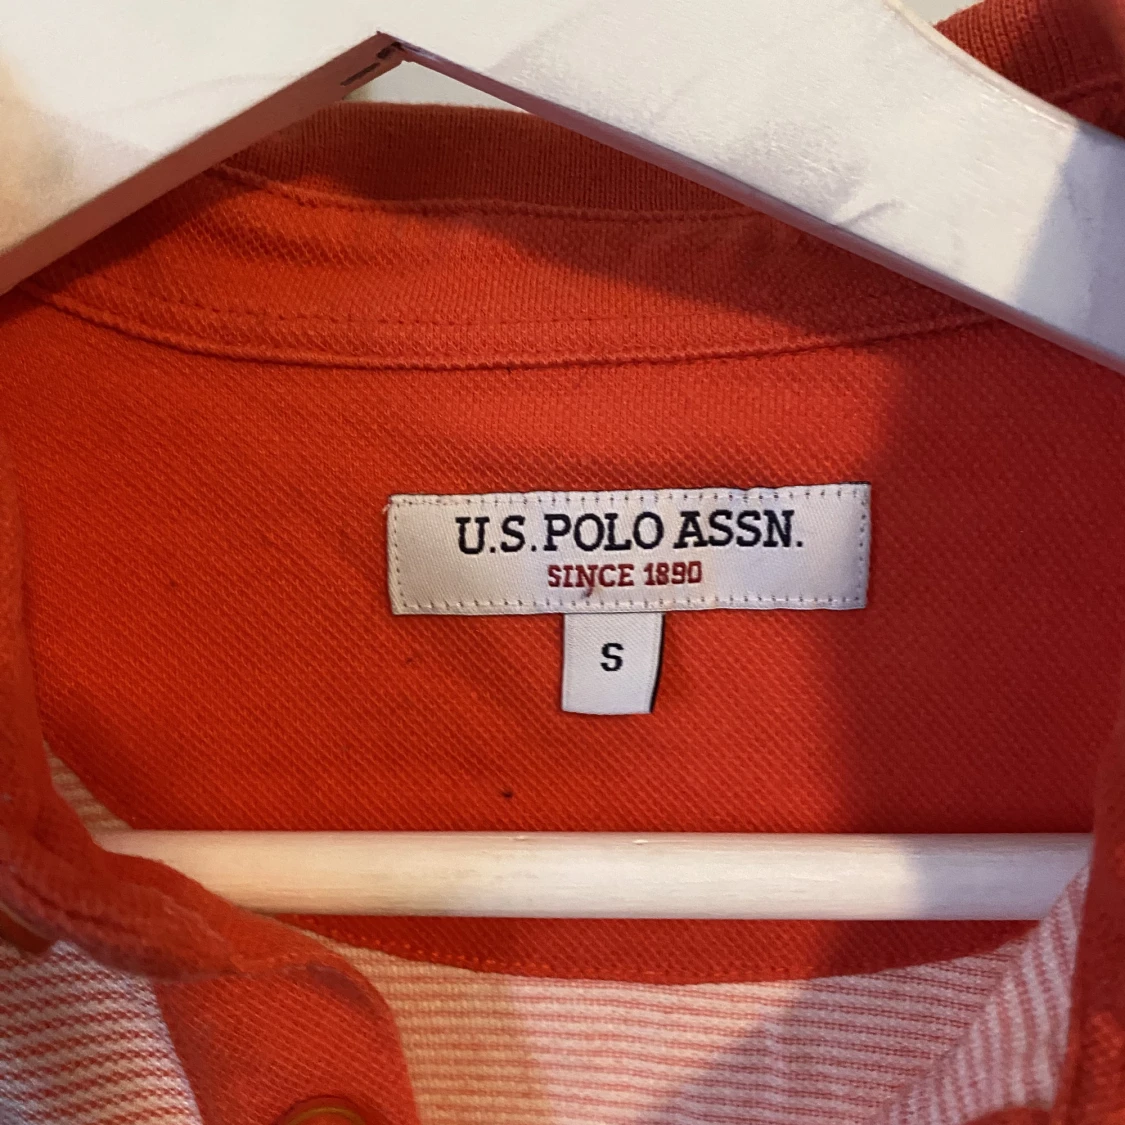 U.S. POLO ASSN.
SINCE 1890
S